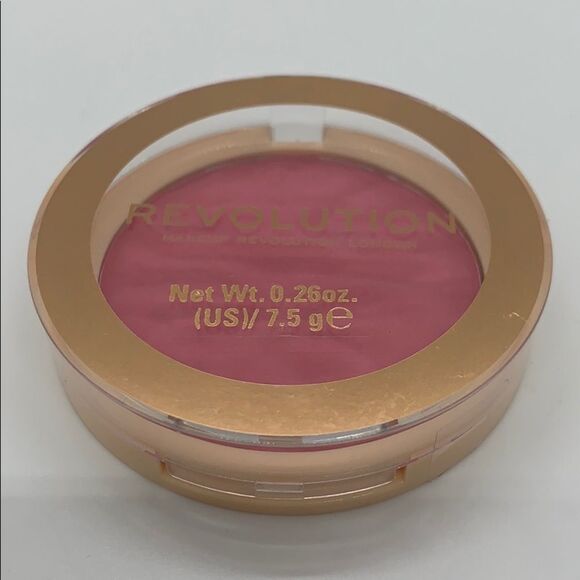 REVOLUTION
MAKEUP REVOLUTION LONDON
Net Wt. 0.26oz.
(US)/ 7.5 g℮